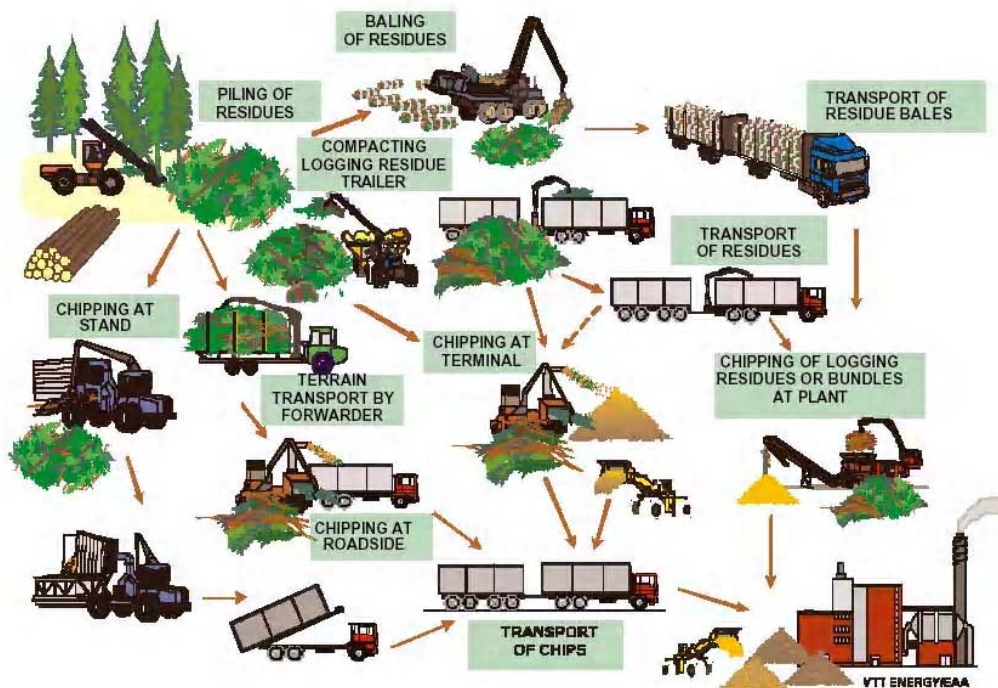 BALING
OF RESIDUES
PILING OF
RESIDUES
TRANSPORT OF
RESIDUE BALES
COMPACTING
LOGGING RESIDUE
TRAILER
TRANSPORT
OF RESIDUES
CHIPPING AT
STAND
CHIPPING AT
TERMINAL
CHIPPING OF LOGGING
RESIDUES OR BUNDLES
AT PLANT
TERRAIN
TRANSPORT BY
FORWARDER
CHIPPING AT
ROADSIDE
TRANSPORT
OF CHIPS
VTT ENERGY/EAA